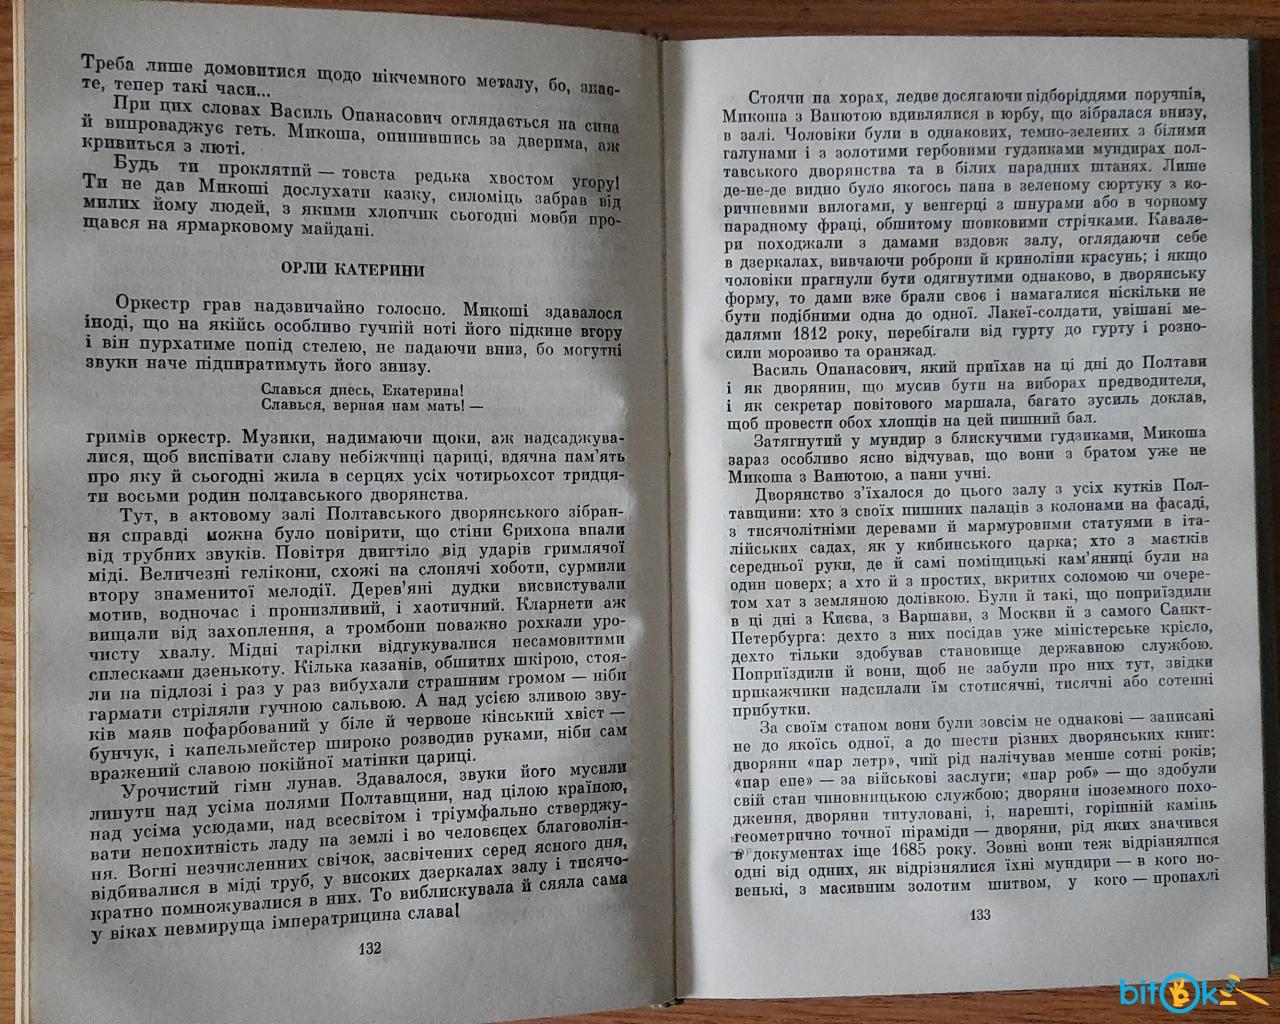 Треба лише домовитися щодо нікчемного металу, бо, знає-
те, тепер такі часи...
При цих словах Василь Опанасович оглядається на сина
й випроваджує геть. Микоша, опинившись за дверима, аж
кривиться з люті.
Будь ти проклятий — товста редька хвостом угору!
Ти не дав Микоші дослухати казку, силоміць забрав від
милих йому людей, з якими хлопчик сьогодні мовби про-
щався на ярмарковому майдані.
ОРЛИ КАТЕРИНИ
Оркестр грав надзвичайно голосно. Микоші здавалося
іноді, що на якійсь особливо гучній ноті його підкине вгору
і він пурхатиме попід стелею, не падаючи вниз, бо могутні
звуки наче підпиратимуть його знизу.
Славься днесь, Екатерина!
Славься, верная нам мать! —
гримів оркестр. Музики, надимаючи щоки, аж надсаджува-
лися, щоб виспівати славу небіжчиці цариці, вдячна пам'ять
про яку й сьогодні жила в серцях усіх чотирьохсот тридця-
ти восьми родин полтавського дворянства.
Тут, в актовому залі Полтавського дворянського зібран-
ня справді можна було повірити, що стіни Єрихона впали
від трубних звуків. Повітря двигтіло від ударів гримлячої
міді. Величезні гелікони, схожі на слонячі хоботи, сурмили
втору знаменитої мелодії. Дерев'яні дудки висвистували
мотив, водночас і пронизливий, і хаотичний. Кларнети аж
вищали від захоплення, а тромбони поважно рохкали уро-
чисту хвалу. Мідні тарілки відгукувалися несамовитими
сплесками дзенькоту. Кілька казанів, обшитих шкірою, стоя-
ли на підлозі і раз у раз вибухали страшним громом — ніби
гармати стріляли гучною сальвою. А над усією зливою зву-
ків маяв пофарбований у біле й червоне кінський хвіст —
бунчук, і капельмейстер широко розводив руками, ніби сам
вражений славою покійної матінки цариці.
Урочистий гімн лунав. Здавалося, звуки його мусили
линути над усіма полями Полтавщини, над цілою країною,
над усіма усюдами, над всесвітом і тріумфально стверджу-
вати непохитність ладу на землі і во человєцех благоволін-
ня. Вогні незчисленних свічок, засвічених серед ясного дня,
відбивалися в міді труб, у високих дзеркалах залу і тисячо-
кратно помножувалися в них. То виблискувала й сяяла сама
у віках невмируща імператрицина слава!
132
Стоячи на хорах, ледве досягаючи підборіддями поручнів,
Микоша з Ванютою вдивлялися в юрбу, що зібралася внизу,
в залі. Чоловіки були в однакових, темно-зелених з білими
галунами і з золотими гербовими гудзиками мундирах пол-
тавського дворянства та в білих парадних штанях. Лише
де-не-де видно було якогось пана в зеленому сюртуку з ко-
ричневими вилогами, у венгерці з шнурами або в чорному
парадному фраці, обшитому шовковими стрічками. Кавале-
ри походжали з дамами вздовж залу, оглядаючи себе
в дзеркалах, вивчаючи роброни й криноліни красунь; і якщо
чоловіки прагнули бути одягнутими однаково, в дворянську
форму, то дами вже брали своє і намагалися ніскільки не
бути подібними одна до одної. Лакеї-солдати, увішані ме-
далями 1812 року, перебігали від гурту до гурту і розно-
сили морозиво та оранжад.
Василь Опанасович, який приїхав на ці дні до Полтави
і як дворянин, що мусив бути на виборах предводителя,
і як секретар повітового маршала, багато зусиль доклав,
щоб провести обох хлопців на цей пишний бал.
Затягнутий у мундир з блискучими гудзиками, Микоша
зараз особливо ясно відчував, що вони з братом уже не
Микоша з Ванютою, а пани учні.
Дворянство з'їхалося до цього залу з усіх кутків Пол-
тавщини: хто з своїх пишних палаців з колонами на фасаді,
з тисячолітніми деревами й мармуровими статуями в іта-
лійських садах, як у кибинського царка; хто з маєтків
середньої руки, де й самі поміщицькі кам'яниці були на
один поверх; а хто й з простих, вкритих соломою чи очере-
том хат з земляною долівкою. Були й такі, що поприїздили
в ці дні з Києва, з Варшави, з Москви й з самого Санкт-
Петербурга: дехто з них посідав уже міністерське крісло,
дехто тільки здобував становище державною службою.
Поприїздили й вони, щоб не забули про них тут, звідки
прикажчики надсилали їм стотисячні, тисячні або сотенні
прибутки.
За своїм станом вони були зовсім не однакові — записані
не до якоїсь одної, а до шести різних дворянських книг:
дворяни «пар летр», чий рід налічував менше сотні років;
«пар епе» — за військові заслуги; «пар роб» — що здобули
свій стан чиновницькою службою; дворяни іноземного похо-
дження, дворяни титуловані, і, нарешті, горішній камінь
геометрично точної піраміди — дворяни, рід яких значився
в документах іще 1685 року. Зовні вони теж відрізнялися
одні від одних, як відрізнялися їхні мундири — в кого но-
венькі, з масивним золотим шитвом, у кого — пропахлі
133